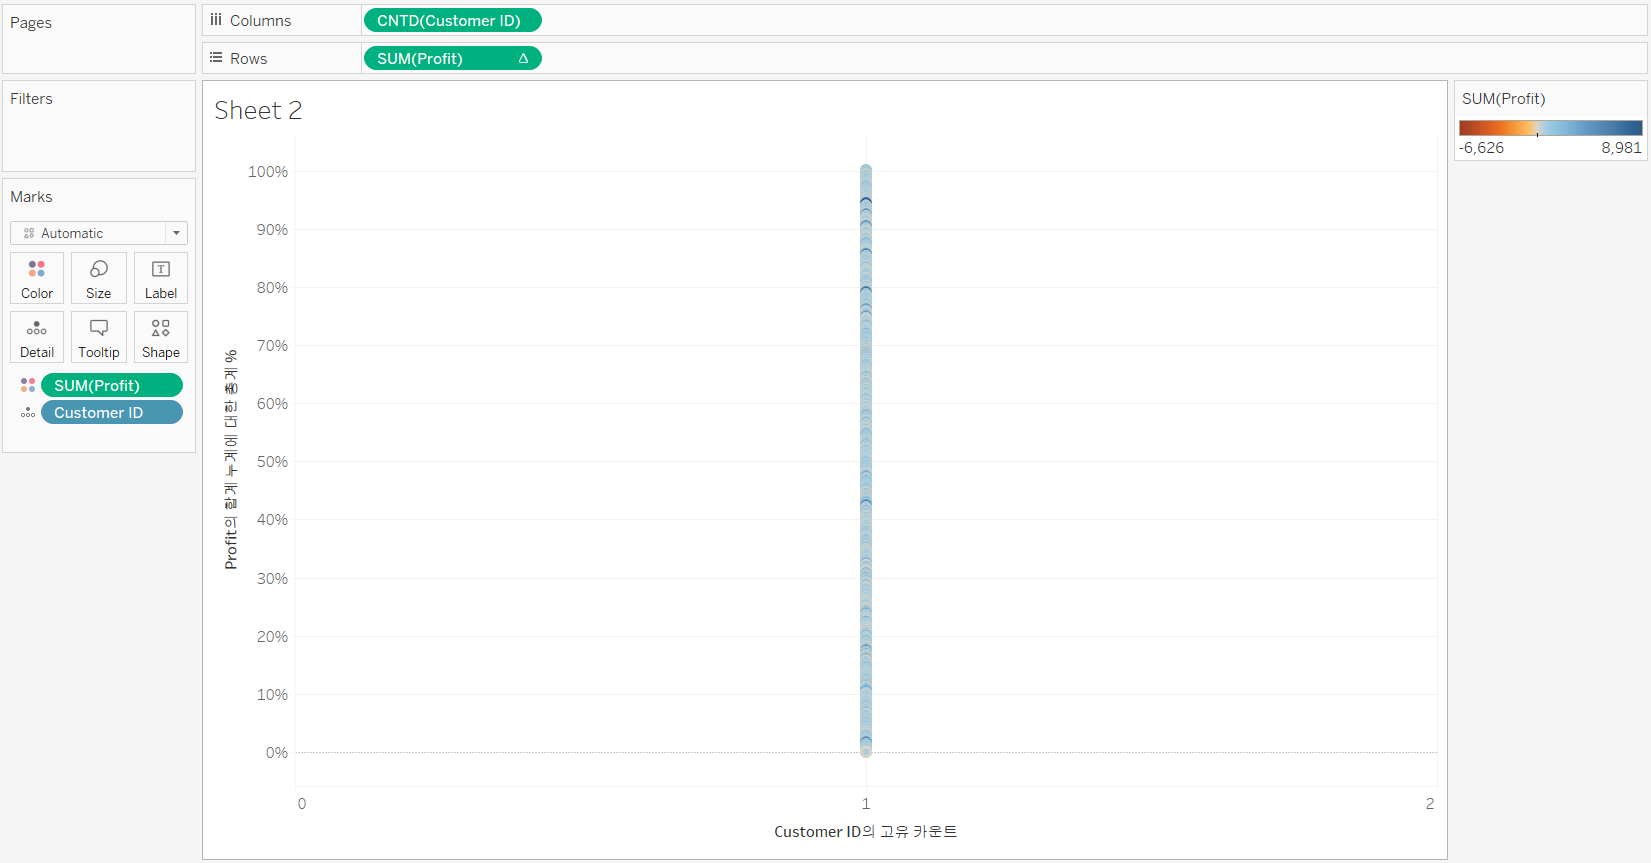 Pages
Columns
CNTD(Customer ID)
Rows
SUM(Profit) Δ
Filters
Marks
Automatic
Color
Size
Label
Detail
Tooltip
Shape
SUM(Profit)
Customer ID
Sheet 2
Profit의 합계 누계에 대한 총계 %
100%
90%
80%
70%
60%
50%
40%
30%
20%
10%
0%
0
1
2
Customer ID의 고유 카운트
SUM(Profit)
-6,626
8,981